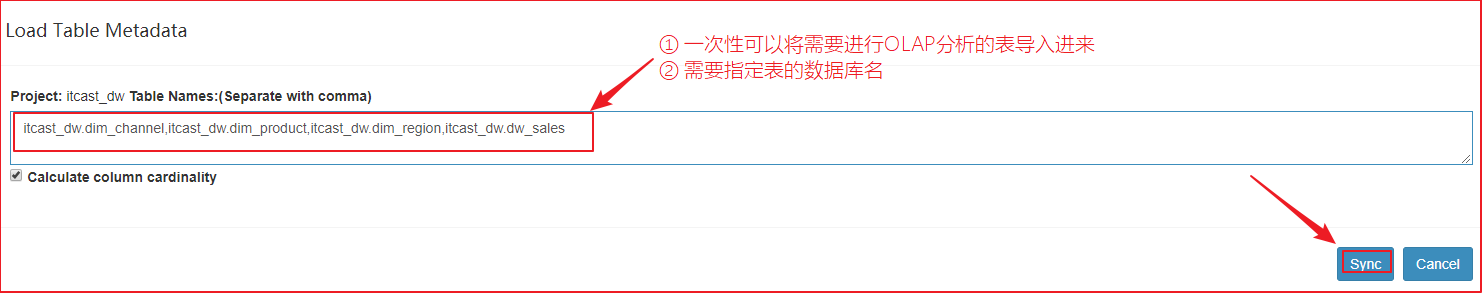 Load Table Metadata
① 一次性可以将需要进行OLAP分析的表导入进来
② 需要指定表的数据库名
Project: itcast_dw Table Names:(Separate with comma)
itcast_dw.dim_channel,itcast_dw.dim_product,itcast_dw.dim_region,itcast_dw.dw_sales
Calculate column cardinality
Sync Cancel